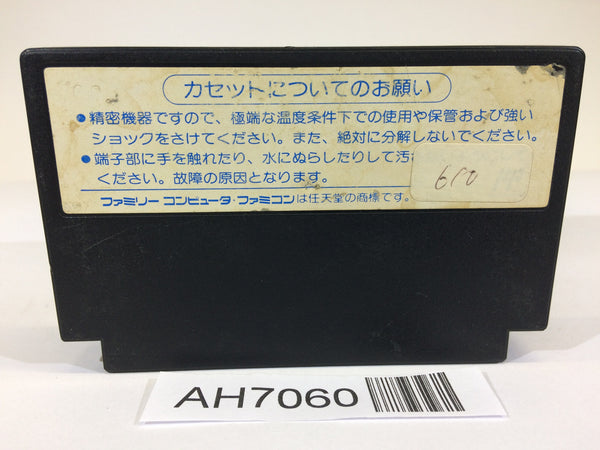 カセットについてのお願い
●精密機器ですので、極端な温度条件下での使用や保管および強い
ショックをさけてください。また、絶対に分解しないでください。
●端子部に手を触れたり、水にぬらしたりして汚
ください。故障の原因となります。
610
ファミリーコンピュータ・ファミコンは任天堂の商標です。
AH7060